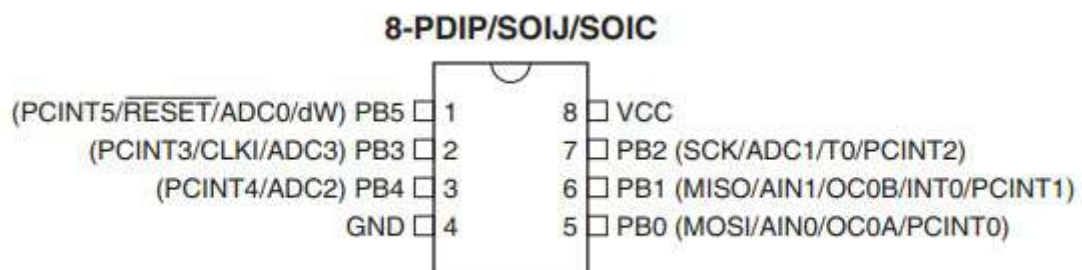 8-PDIP/SOIJ/SOIC
(PCINT5/RESET/ADC0/dW) PB5 1 8 VCC
(PCINT3/CLKI/ADC3) PB3 2 7 PB2 (SCK/ADC1/T0/PCINT2)
(PCINT4/ADC2) PB4 3 6 PB1 (MISO/AIN1/OC0B/INT0/PCINT1)
GND 4 5 PB0 (MOSI/AIN0/OC0A/PCINT0)